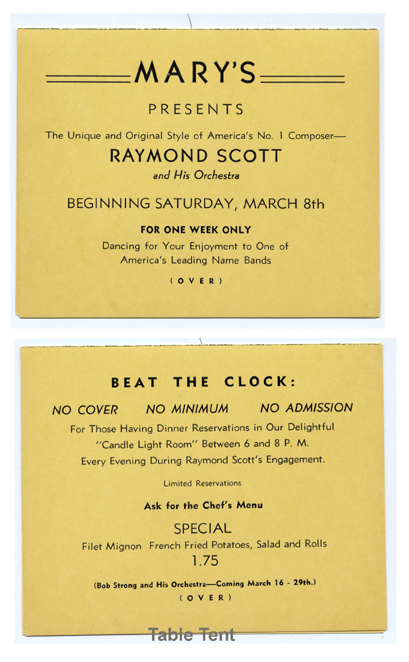 MARY'S
PRESENTS
The Unique and Original Style of America's No. 1 Composer—
RAYMOND SCOTT
and His Orchestra
BEGINNING SATURDAY, MARCH 8th
FOR ONE WEEK ONLY
Dancing for Your Enjoyment to One of
America's Leading Name Bands
(OVER)
BEAT THE CLOCK:
NO COVER NO MINIMUM NO ADMISSION
For Those Having Dinner Reservations in Our Delightful
"Candle Light Room" Between 6 and 8 P. M.
Every Evening During Raymond Scott's Engagement.
Limited Reservations
Ask for the Chef's Menu
SPECIAL
Filet Mignon French Fried Potatoes, Salad and Rolls
1.75
(Bob Strong and His Orchestra—Coming March 16 - 29th.)
(OVER)
Table Tent